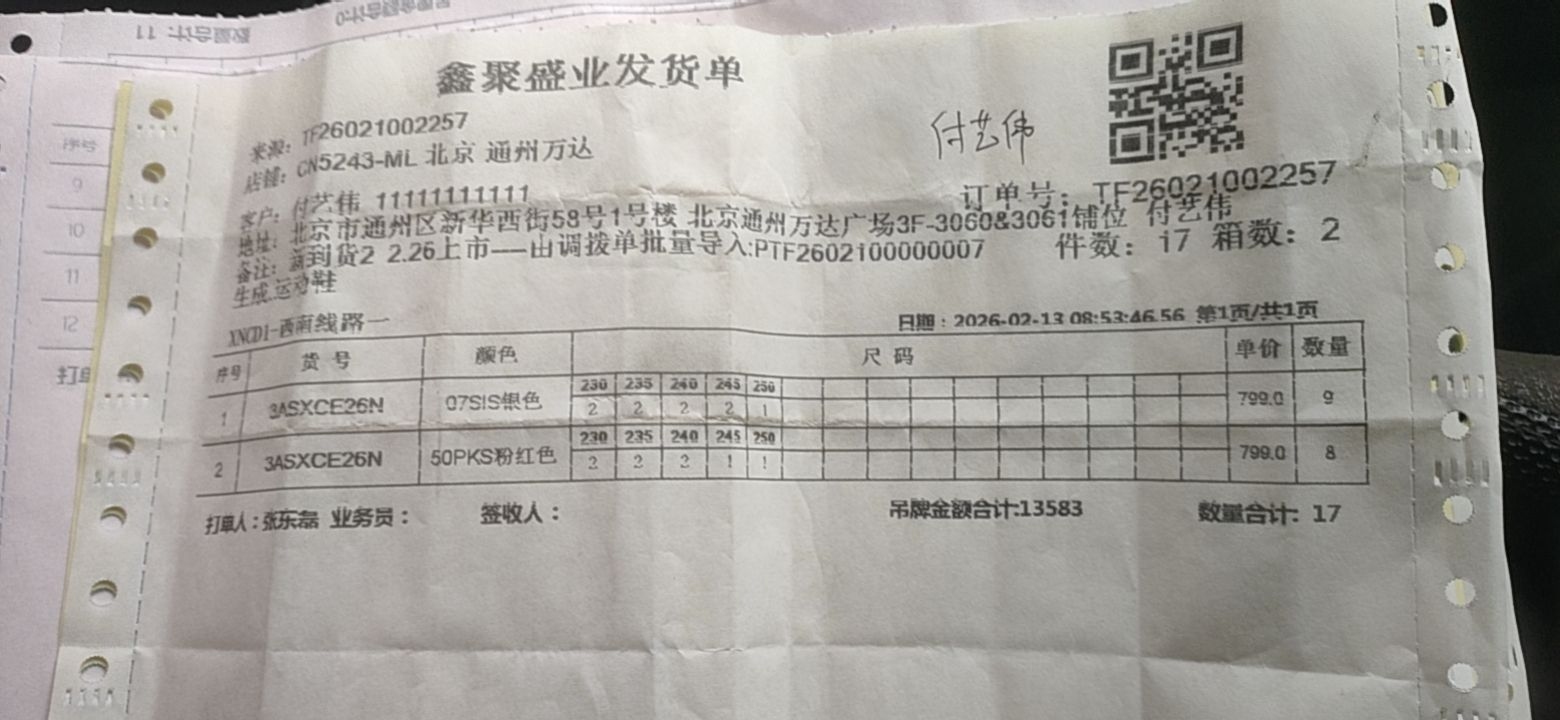 数量合计: 11
鑫聚盛业发货单
付艺伟
来源: TF26021002257
店铺: CN5243-ML 北京 通州万达
客户: 付艺伟 11111111111
订单号: TF26021002257
地址: 北京市通州区新华西街58号1号楼 北京通州万达广场3F-3060&3061铺位 付艺伟
备注: 到货2 2.26上市——由调拨单批量导入:PTF2602100000007
件数: 17 箱数: 2
生成.运动鞋
XNCD1-西南线路一
日期: 2026-02-13 08:53:46.56 第1页/共1页
序号 货号 颜色 尺码 单价 数量
230 235 240 245 250
1 3ASXCE26N 07SIS银色 2 2 2 2 1 799.0 9
230 235 240 245 250
2 3ASXCE26N 50PKS粉红色 2 2 2 1 1 799.0 8
打单人: 张东磊 业务员: 签收人: 吊牌金额合计:13583 数量合计: 17
序号
9
10
11
12